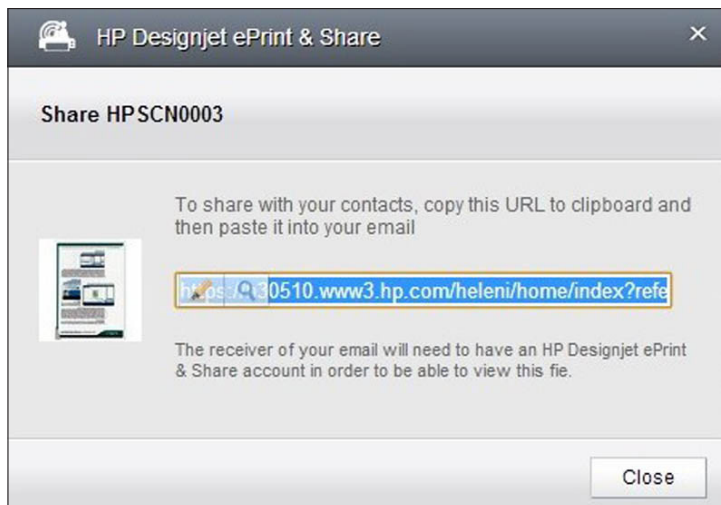 HP Designjet ePrint & Share
Share HPSCN0003
To share with your contacts, copy this URL to clipboard and
then paste it into your email
30510.www3.hp.com/heleni/home/index?refe
The receiver of your email will need to have an HP Designjet ePrint
& Share account in order to be able to view this fie.
Close